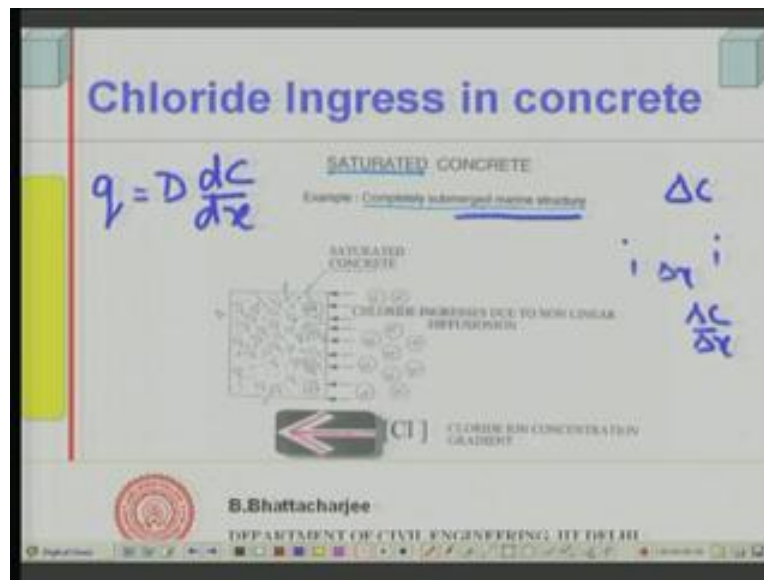 Chloride Ingress in concrete
q = D dC/dx
SATURATED CONCRETE
Example : Completely submerged marine structure
ΔC
Δx
ΔC/Δx
SATURATED
CONCRETE
CHLORIDE INGRESSES DUE TO NON LINEAR
DIFFUSSION
[Cl ]
CLORIDE ION CONCENTRATION
GRADIENT
B.Bhattacharjee
DEPARTMENT OF CIVIL ENGINEERING, IIT DELHI